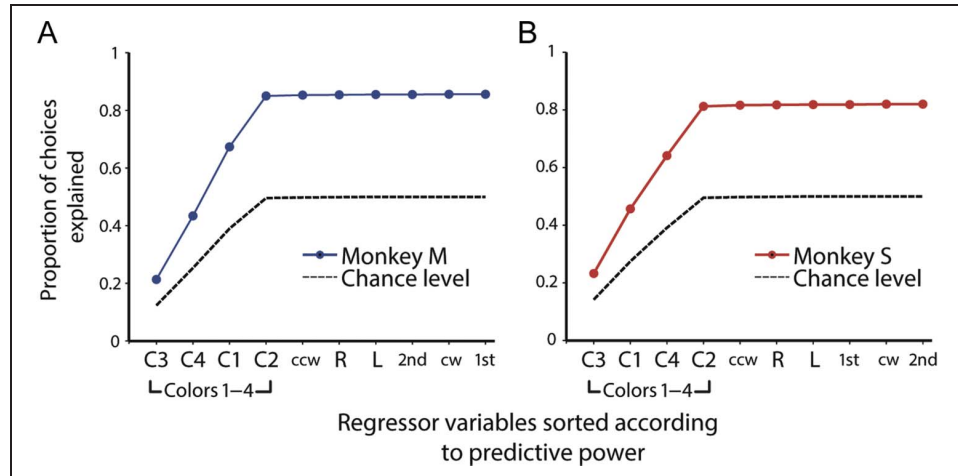 A
B
Proportion of choices
explained
1
0.8
0.6
0.4
0.2
0
Monkey M
Chance level
C3 C4 C1 C2 ccw R L 2nd cw 1st
Colors 1–4
1
0.8
0.6
0.4
0.2
0
Monkey S
Chance level
C3 C1 C4 C2 ccw R L 1st cw 2nd
Colors 1–4
Regressor variables sorted according
to predictive power